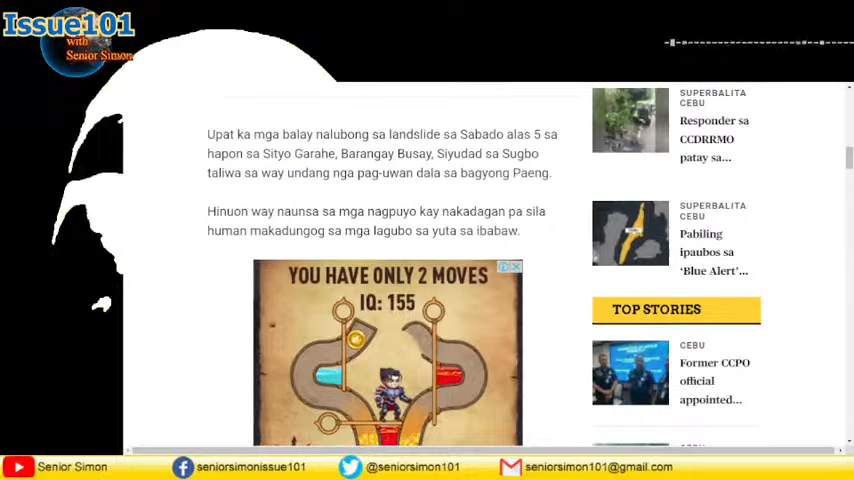 Issue101
with
Senior Simon
Upat ka mga balay nalubong sa landslide sa Sabado alas 5 sa
hapon sa Sityo Garahe, Barangay Busay, Siyudad sa Sugbo
taliwa sa way undang nga pag-uwan dala sa bagyong Paeng.
Hinuon way naunsa sa mga nagpuyo kay nakadagan pa sila
human makadungog sa mga lagubo sa yuta sa ibabaw.
YOU HAVE ONLY 2 MOVES
IQ: 155
SUPERBALITA
CEBU
Responder sa
CCDRRMO
patay sa...
SUPERBALITA
CEBU
Pabiling
ipaubos sa
‘Blue Alert’...
TOP STORIES
CEBU
Former CCPO
official
appointed...
Senior Simon
seniorsimonissue101
@seniorsimon101
seniorsimon101@gmail.com